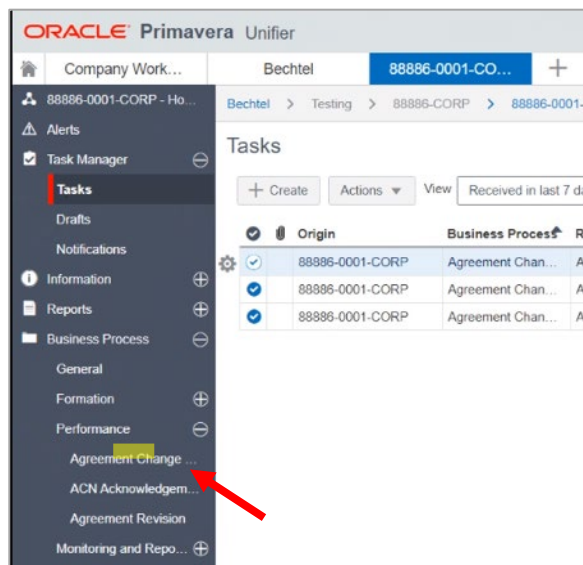 ORACLE Primavera Unifier
Company Work... Bechtel 88886-0001-CO...
88886-0001-CORP - Ho...
Alerts
Task Manager
Tasks
Drafts
Notifications
Information
Reports
Business Process
General
Formation
Performance
Agreement Change ...
ACN Acknowledgem...
Agreement Revision
Monitoring and Repo...
Bechtel > Testing > 88886-CORP > 88886-0001-
Tasks
+ Create Actions View Received in last 7 da
Origin Business Process R
88886-0001-CORP Agreement Chan... A
88886-0001-CORP Agreement Chan... A
88886-0001-CORP Agreement Chan... A